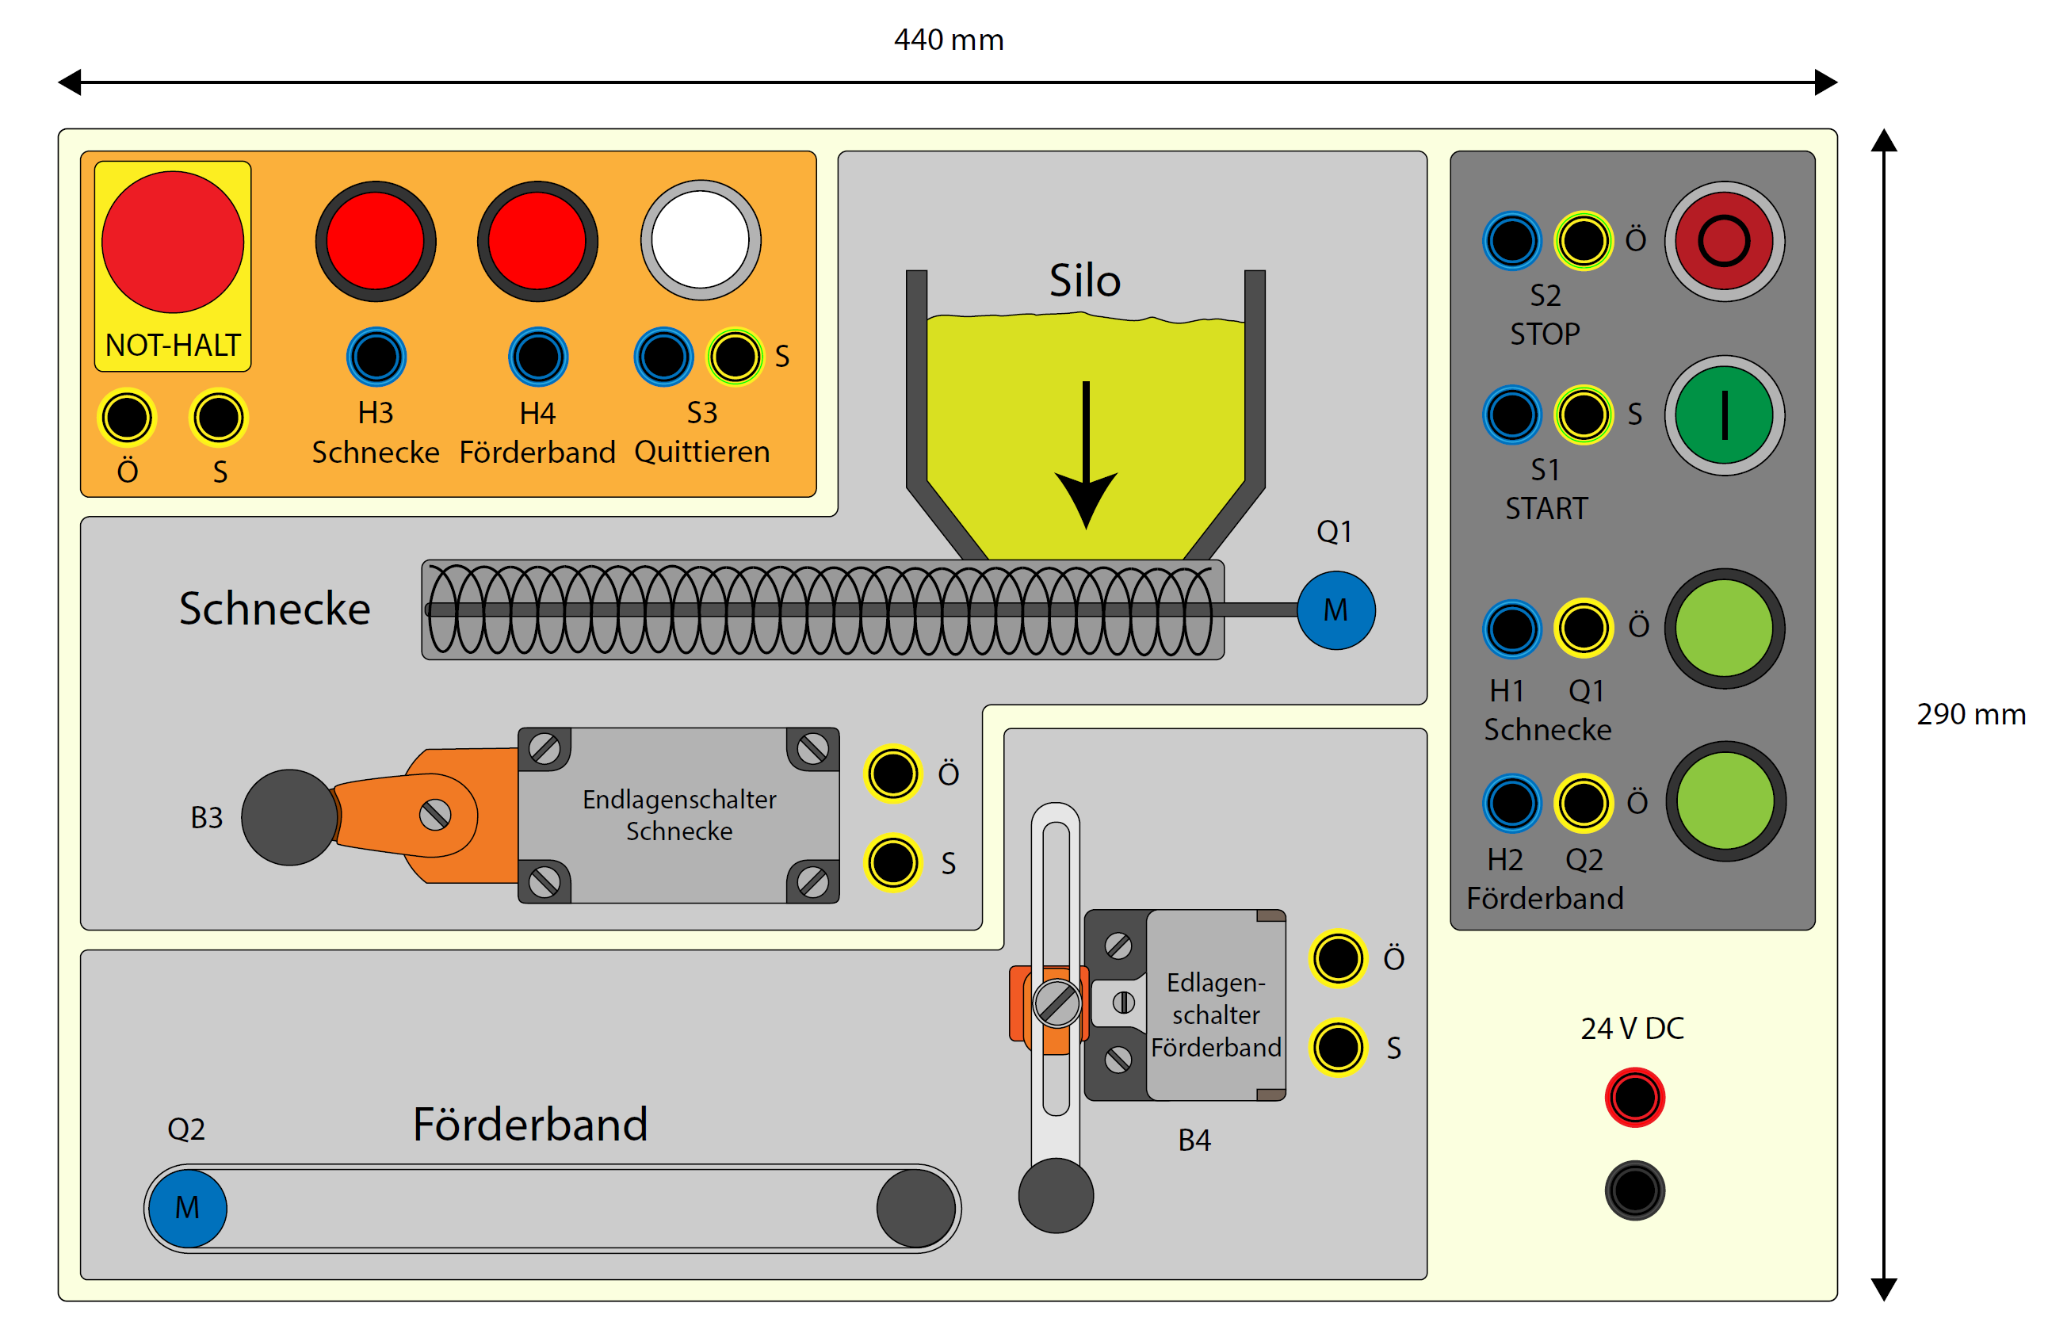 440 mm
NOT-HALT
Ö
S
H3
Schnecke
H4
Förderband
S3
Quittieren
S
Silo
S2
STOP
Ö
S1
START
S
Q1
M
Schnecke
H1 Q1
Schnecke
Ö
H2 Q2
Förderband
Ö
290 mm
B3
Endlagenschalter
Schnecke
Ö
S
Edlagen-
schalter
Förderband
Ö
S
B4
24 V DC
Q2
Förderband
M